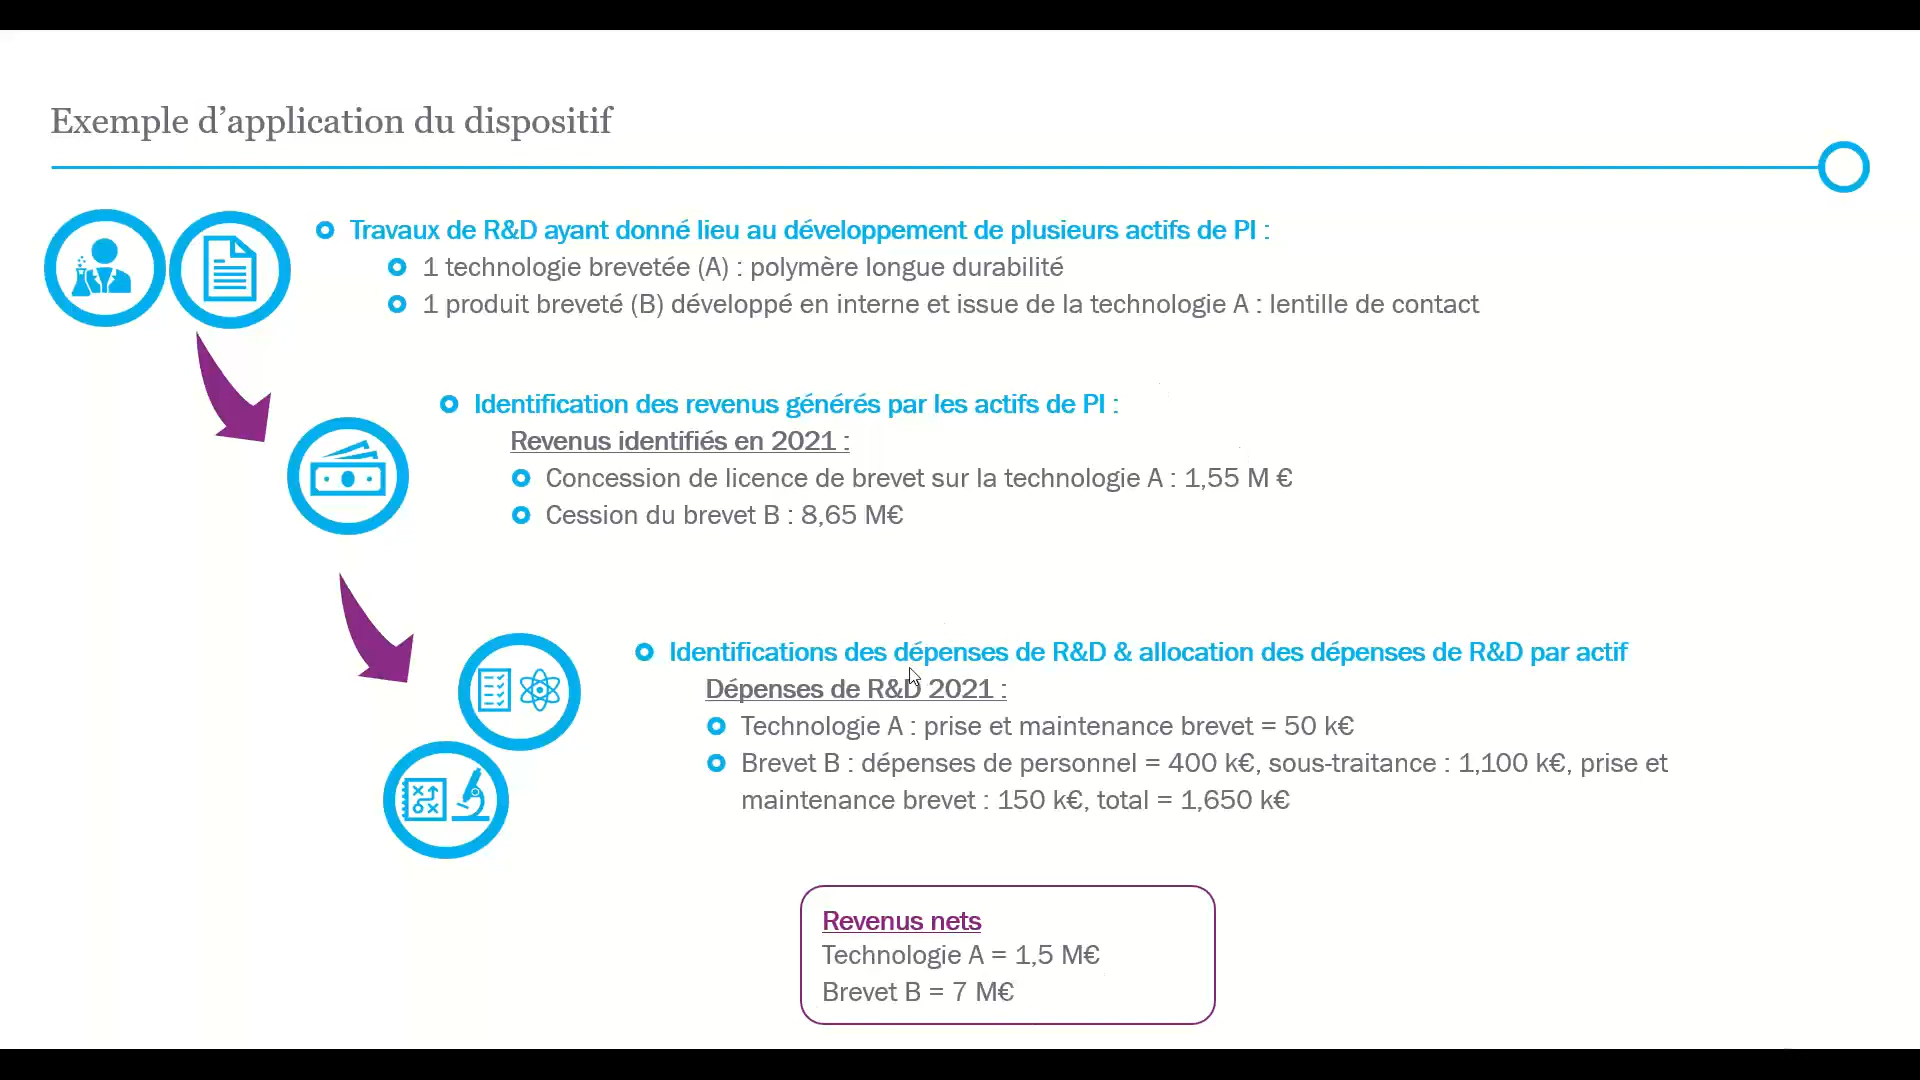 Exemple d’application du dispositif
Travaux de R&D ayant donné lieu au développement de plusieurs actifs de PI :
1 technologie brevetée (A) : polymère longue durabilité
1 produit breveté (B) développé en interne et issue de la technologie A : lentille de contact
Identification des revenus générés par les actifs de PI :
Revenus identifiés en 2021 :
Concession de licence de brevet sur la technologie A : 1,55 M €
Cession du brevet B : 8,65 M€
Identifications des dépenses de R&D & allocation des dépenses de R&D par actif
Dépenses de R&D 2021 :
Technologie A : prise et maintenance brevet = 50 k€
Brevet B : dépenses de personnel = 400 k€, sous-traitance : 1,100 k€, prise et
maintenance brevet : 150 k€, total = 1,650 k€
Revenus nets
Technologie A = 1,5 M€
Brevet B = 7 M€